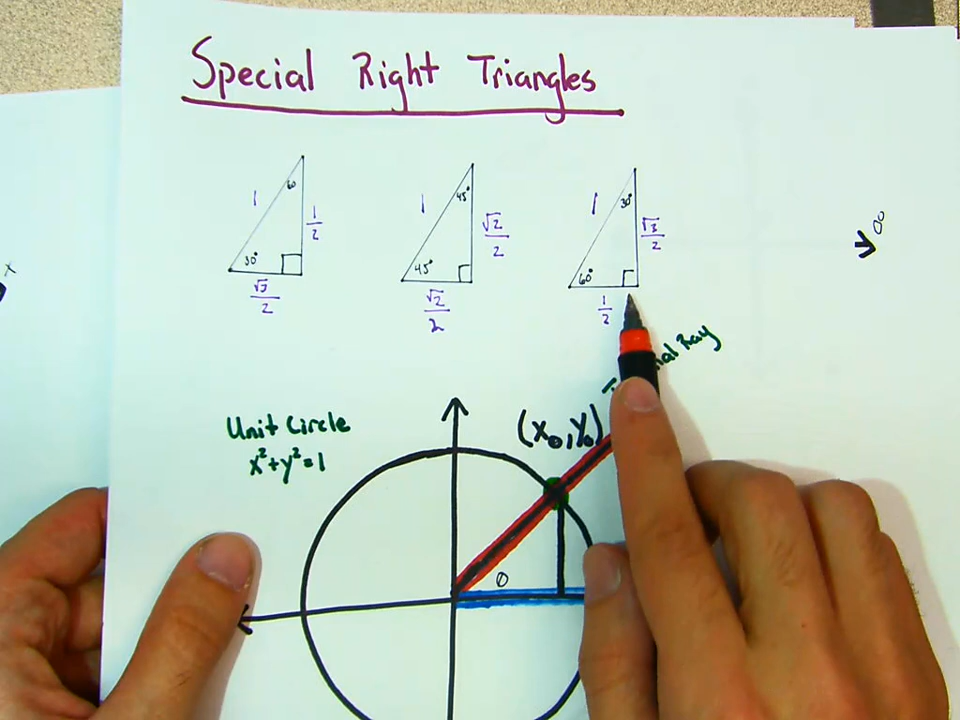 Special Right Triangles
1 60 1/2 30° √3/2
1 45° √2/2 45° √2/2
1 30° √3/2 60° 1/2
x
Ray
Unit Circle
x²+y²=1
(x₀, y₀)
θ